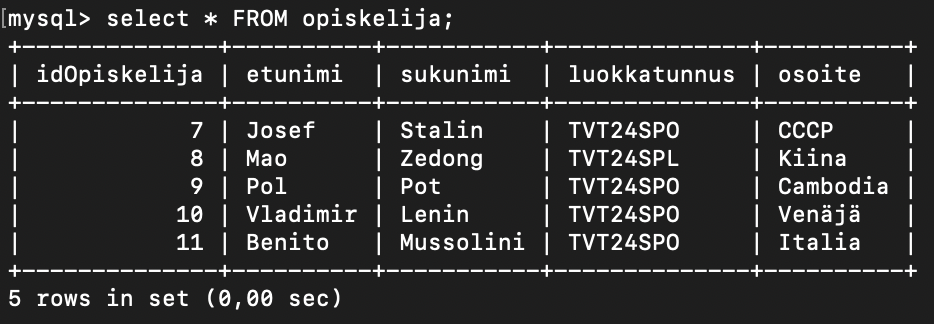 [mysql> select * FROM opiskelija;
+--------------+----------+-----------+-------------+----------+
| idOpiskelija | etunimi  | sukunimi  | luokkatunnus | osoite   |
+--------------+----------+-----------+-------------+----------+
|            7 | Josef    | Stalin    | TVT24SPO     | CCCP     |
|            8 | Mao      | Zedong    | TVT24SPL     | Kiina    |
|            9 | Pol      | Pot       | TVT24SPO     | Cambodia |
|           10 | Vladimir | Lenin     | TVT24SPO     | Venäjä   |
|           11 | Benito   | Mussolini | TVT24SPO     | Italia   |
+--------------+----------+-----------+-------------+----------+
5 rows in set (0,00 sec)